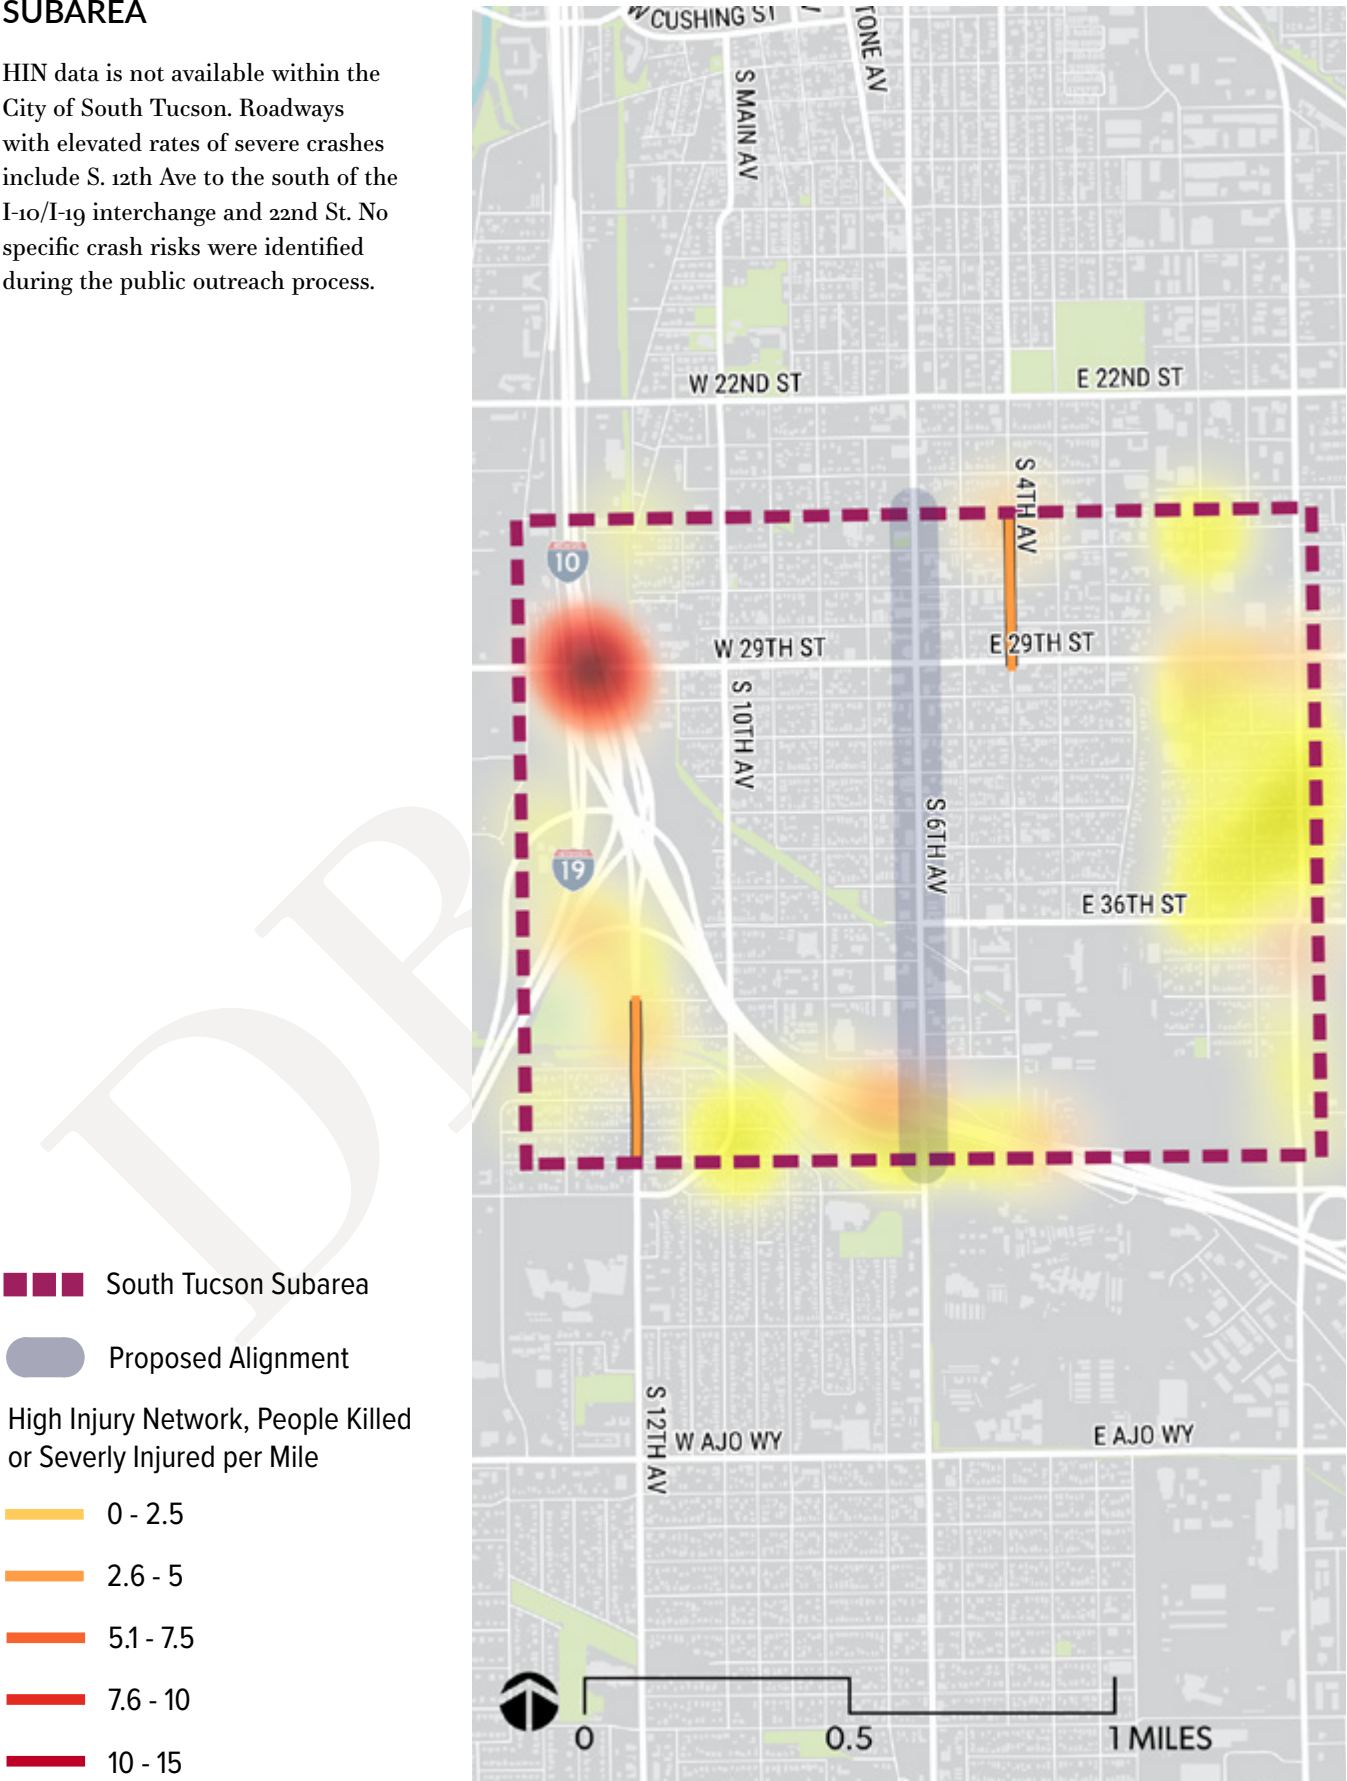 SUBAREA
HIN data is not available within the
City of South Tucson. Roadways
with elevated rates of severe crashes
include S. 12th Ave to the south of the
I-10/I-19 interchange and 22nd St. No
specific crash risks were identified
during the public outreach process.
W CUSHING ST
TONE AV
S MAIN AV
W 22ND ST
E 22ND ST
S 4TH AV
10
W 29TH ST
E 29TH ST
S 10TH AV
S 6TH AV
19
E 36TH ST
DR
South Tucson Subarea
Proposed Alignment
High Injury Network, People Killed
or Severly Injured per Mile
0 - 2.5
2.6 - 5
5.1 - 7.5
7.6 - 10
10 - 15
S 12TH AV
W AJO WY
E AJO WY
0
0.5
1 MILES